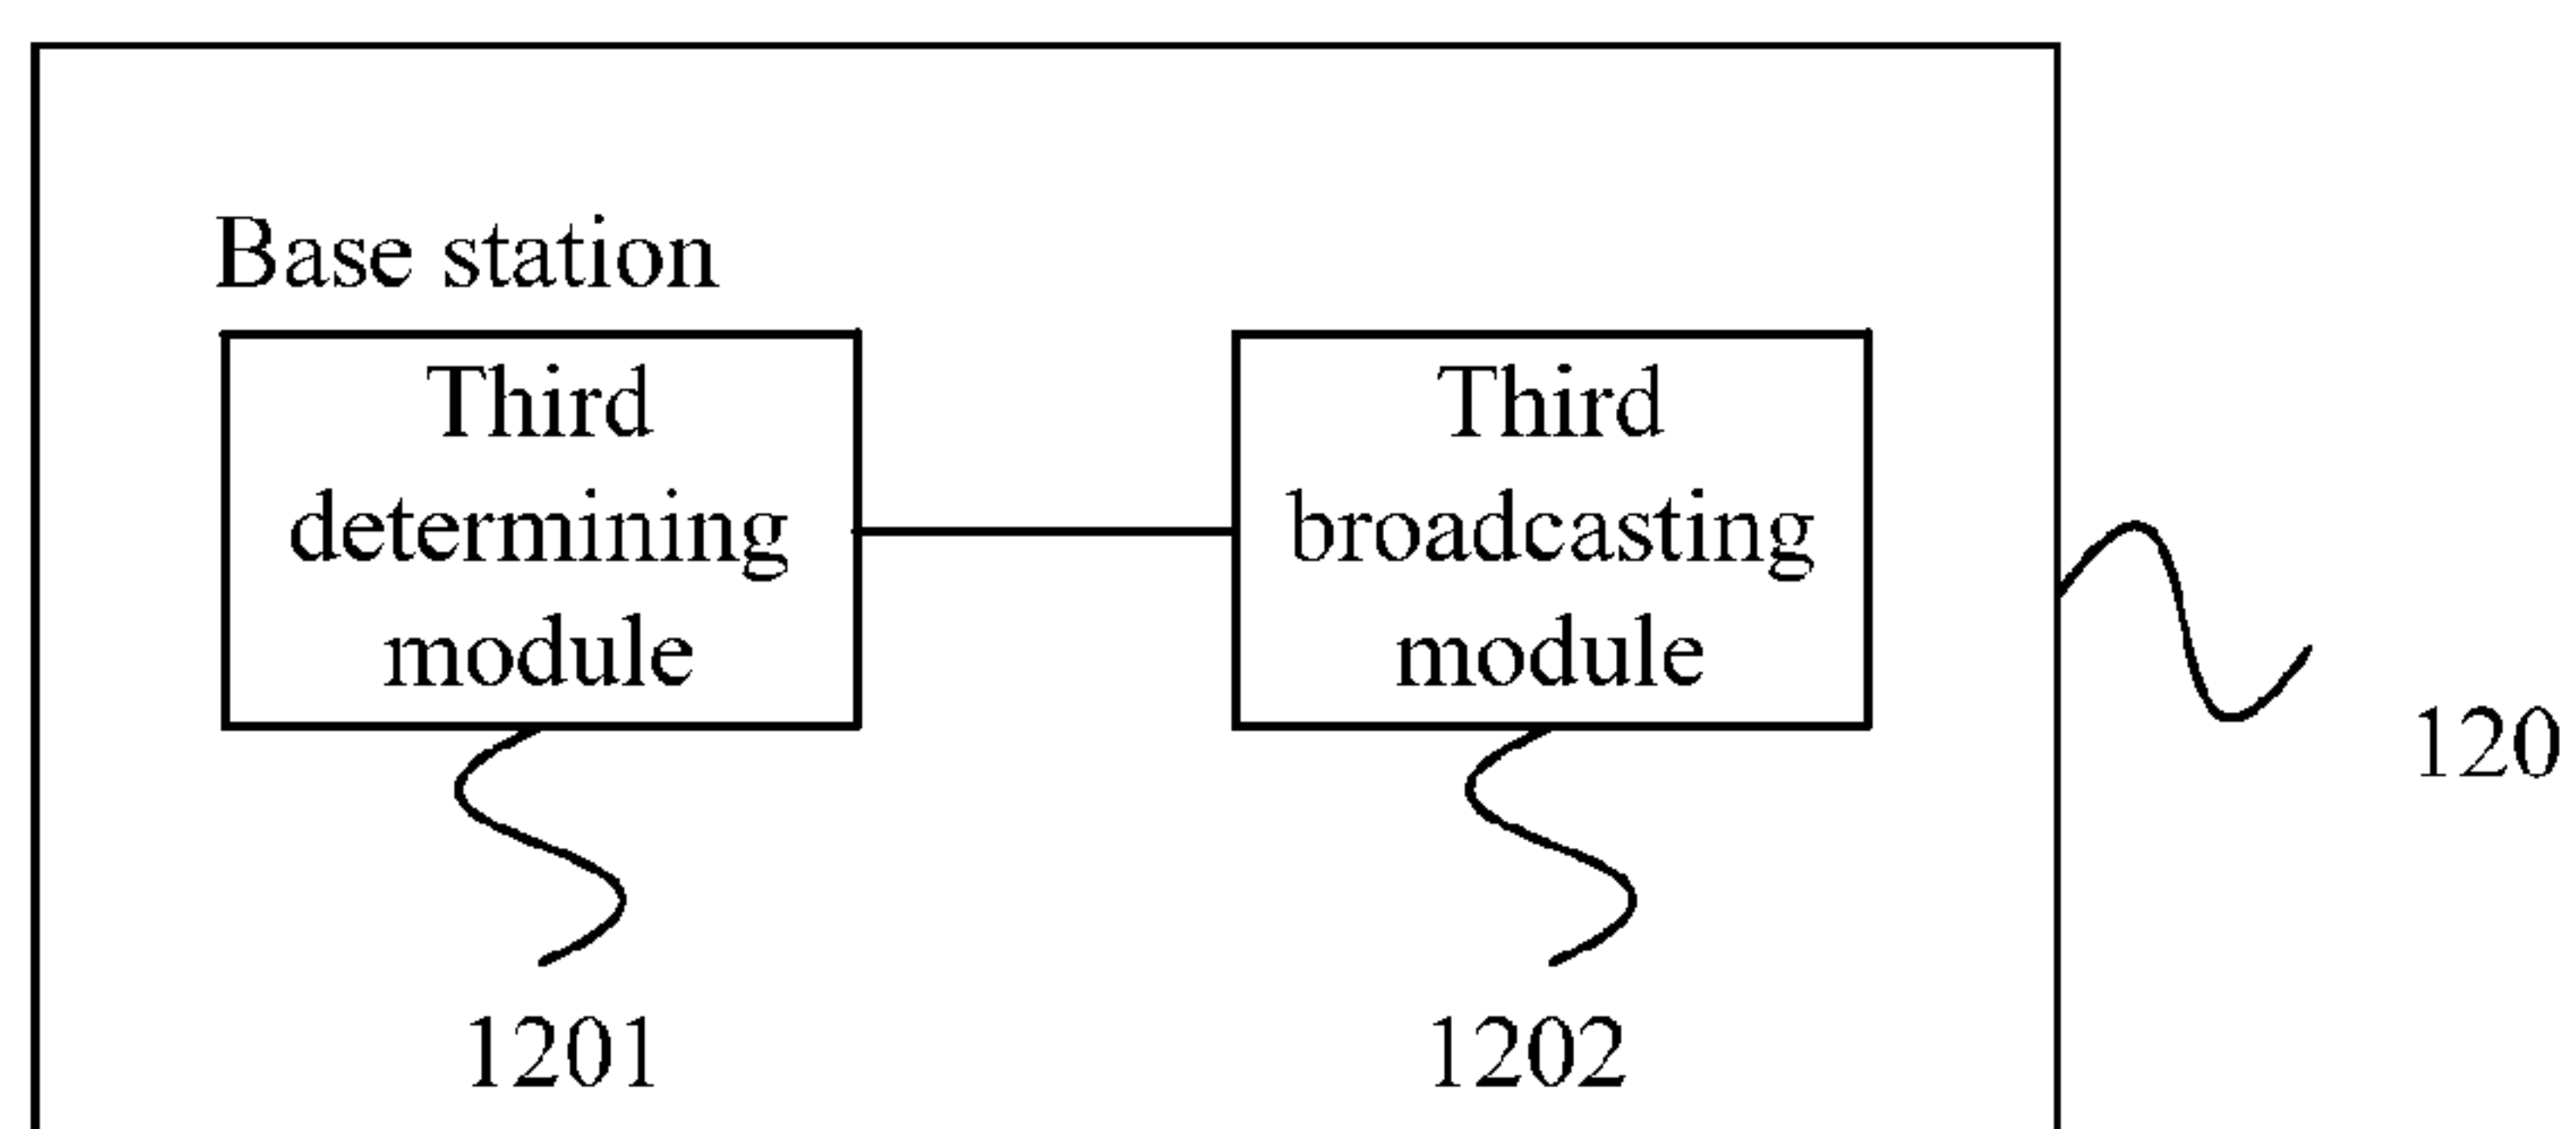 Base station
Third
determining
module
Third
broadcasting
module
120
1201
1202